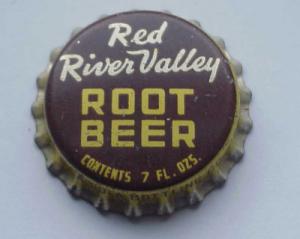 Red
River Valley
ROOT
BEER
CONTENTS 7 FL. OZS.